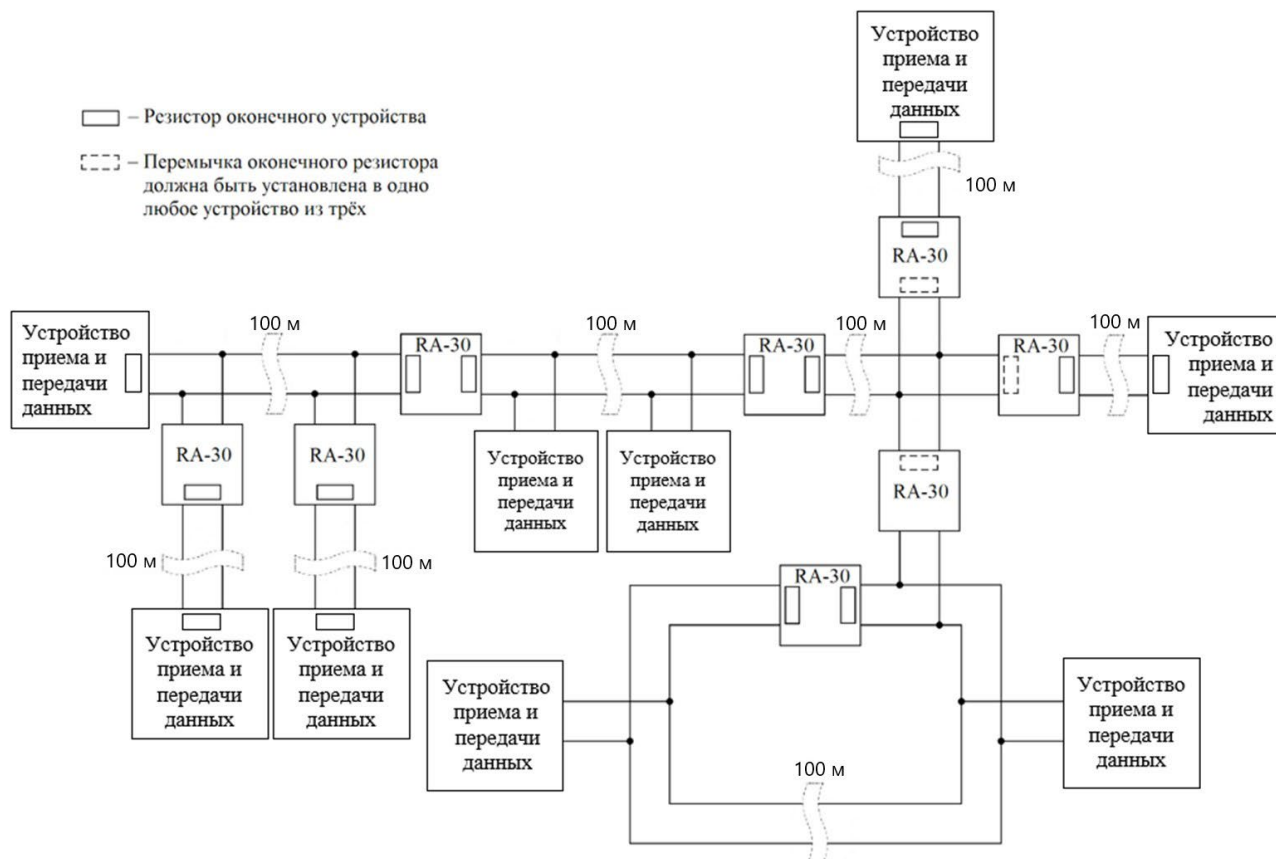 Устройство
приема и
передачи
данных
– Резистор оконечного устройства
– Перемычка оконечного резистора
должна быть установлена в одно
любое устройство из трёх
100 м
RA-30
Устройство
приема и
передачи
данных
100 м
RA-30
100 м
RA-30
100 м
RA-30
100 м
Устройство
приема и
передачи
данных
RA-30
RA-30
Устройство
приема и
передачи
данных
Устройство
приема и
передачи
данных
RA-30
100 м
100 м
RA-30
Устройство
приема и
передачи
данных
Устройство
приема и
передачи
данных
Устройство
приема и
передачи
данных
Устройство
приема и
передачи
данных
100 м